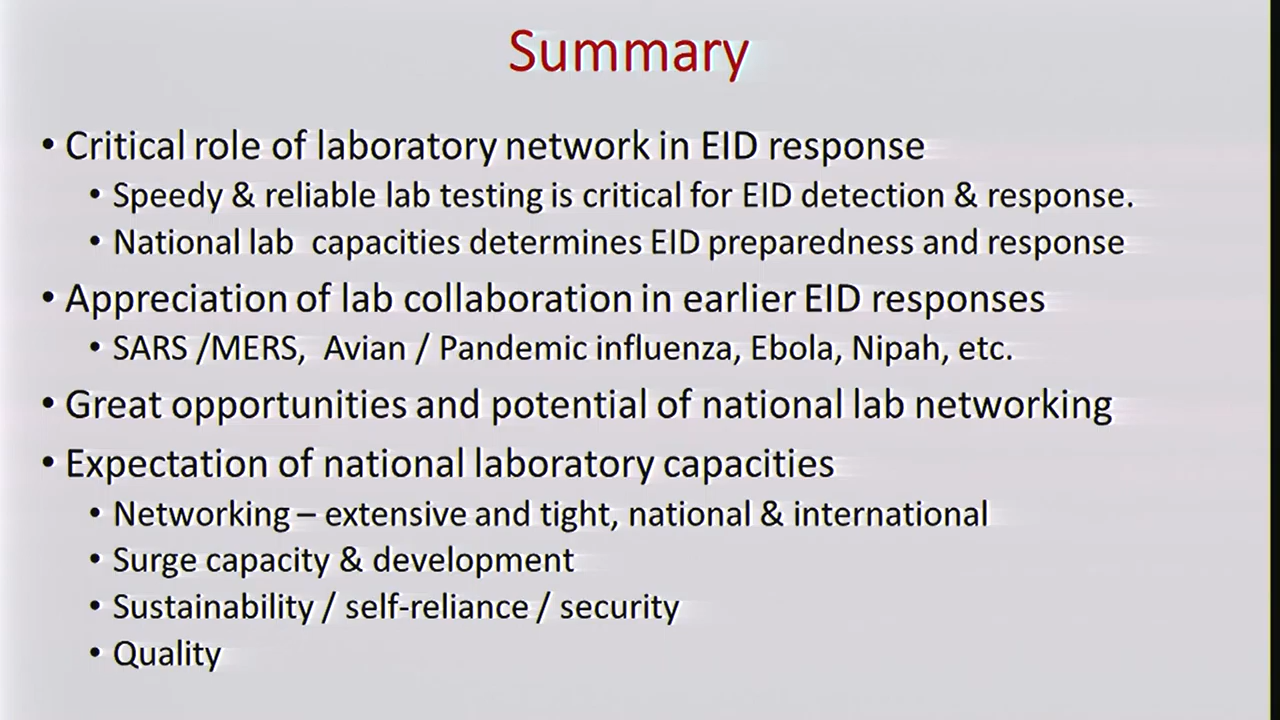 Summary
• Critical role of laboratory network in EID response
• Speedy & reliable lab testing is critical for EID detection & response.
• National lab capacities determines EID preparedness and response
• Appreciation of lab collaboration in earlier EID responses
• SARS /MERS, Avian / Pandemic influenza, Ebola, Nipah, etc.
• Great opportunities and potential of national lab networking
• Expectation of national laboratory capacities
• Networking – extensive and tight, national & international
• Surge capacity & development
• Sustainability / self-reliance / security
• Quality